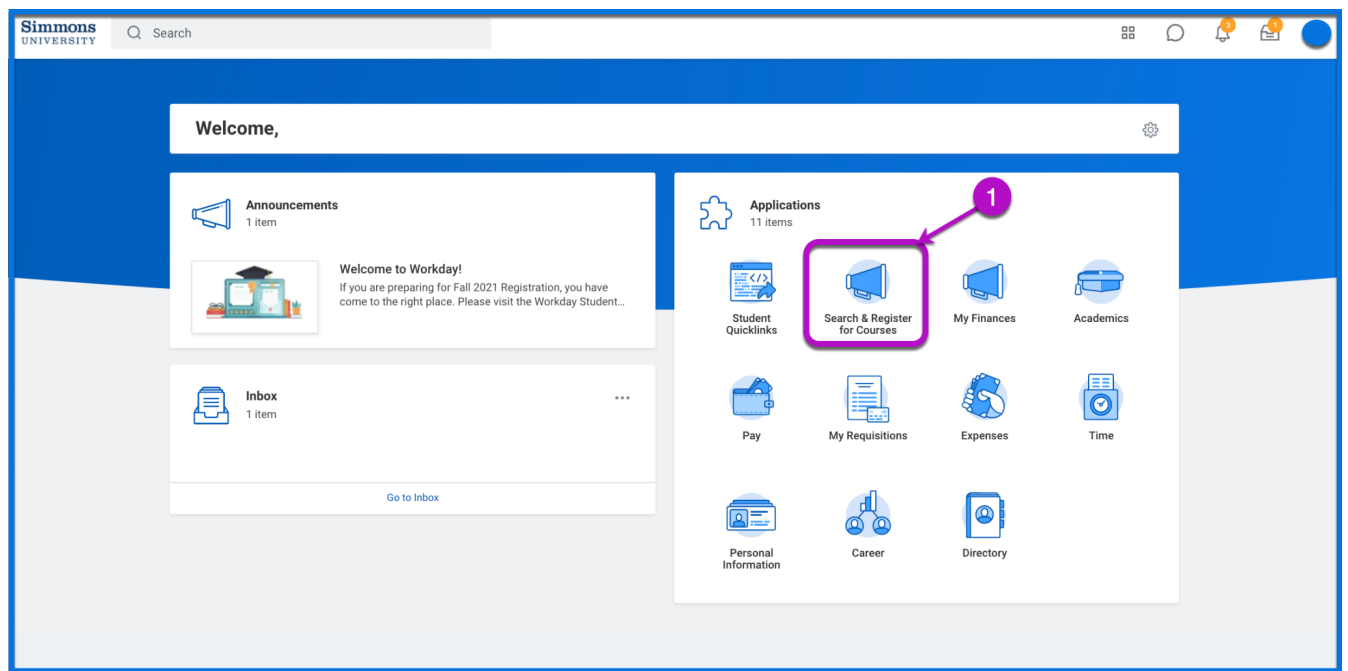 Simmons
UNIVERSITY
Search
3
1
Welcome,
Announcements
1 item
Welcome to Workday!
If you are preparing for Fall 2021 Registration, you have
come to the right place. Please visit the Workday Student...
Inbox
1 item
Go to Inbox
Applications
11 items
1
Student
Quicklinks
Search & Register
for Courses
My Finances
Academics
Pay
My Requisitions
Expenses
Time
Personal
Information
Career
Directory